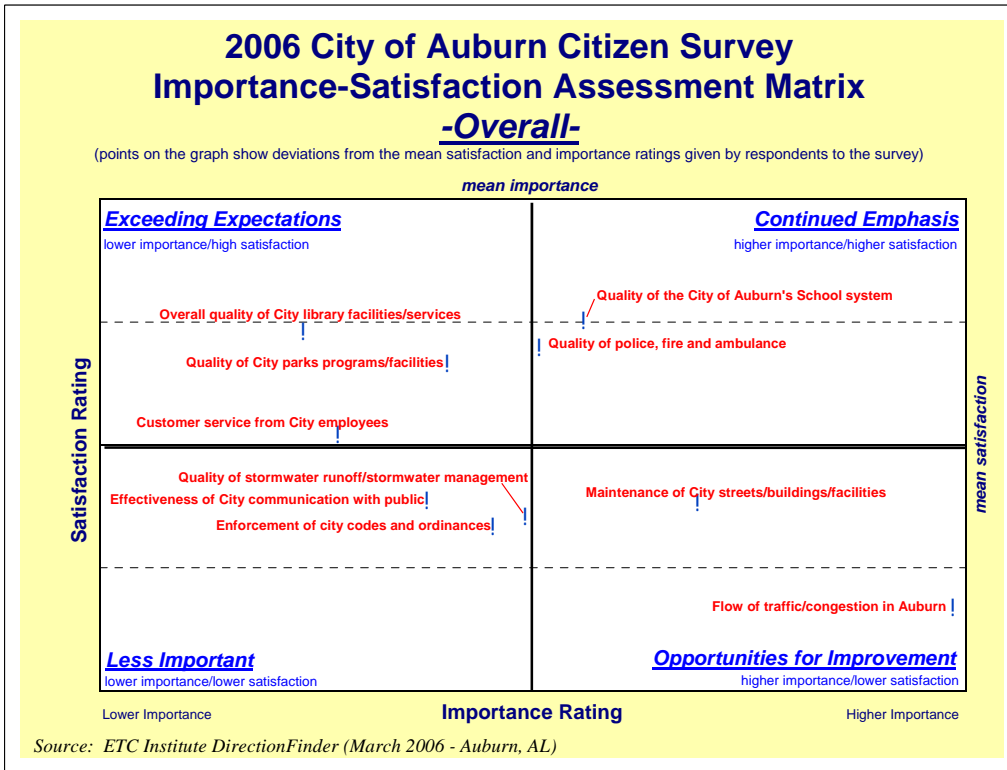 2006 City of Auburn Citizen Survey
Importance-Satisfaction Assessment Matrix
-Overall-
(points on the graph show deviations from the mean satisfaction and importance ratings given by respondents to the survey)
mean importance
Exceeding Expectations
lower importance/high satisfaction
Continued Emphasis
higher importance/higher satisfaction
Quality of the City of Auburn's School system
Overall quality of City library facilities/services
Quality of police, fire and ambulance
Quality of City parks programs/facilities
Customer service from City employees
Satisfaction Rating
mean satisfaction
Quality of stormwater runoff/stormwater management
Effectiveness of City communication with public
Enforcement of city codes and ordinances
Maintenance of City streets/buildings/facilities
Flow of traffic/congestion in Auburn
Less Important
lower importance/lower satisfaction
Opportunities for Improvement
higher importance/lower satisfaction
Lower Importance
Importance Rating
Higher Importance
Source: ETC Institute DirectionFinder (March 2006 - Auburn, AL)